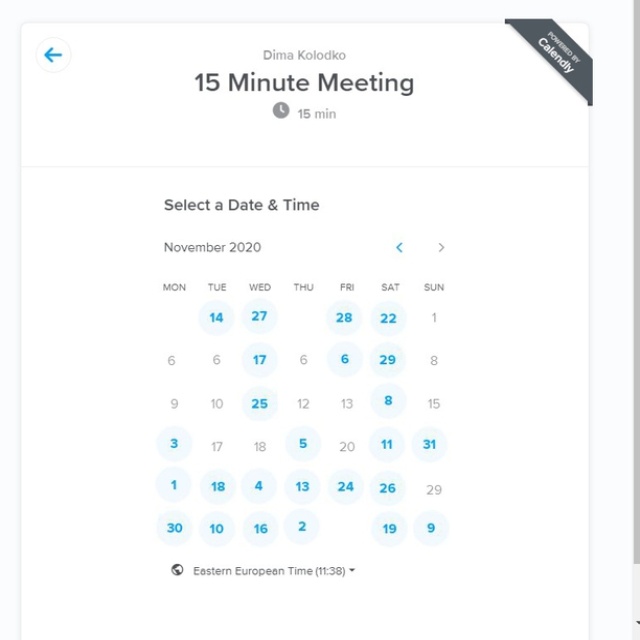 Dima Kolodko
15 Minute Meeting
15 min
POWERED BY
Calendly
Select a Date & Time
November 2020
MON TUE WED THU FRI SAT SUN
14 27 28 22 1
6 6 17 6 6 29 8
9 10 25 12 13 8 15
3 17 18 5 20 11 31
1 18 4 13 24 26 29
30 10 16 2 19 9
Eastern European Time (11:38)